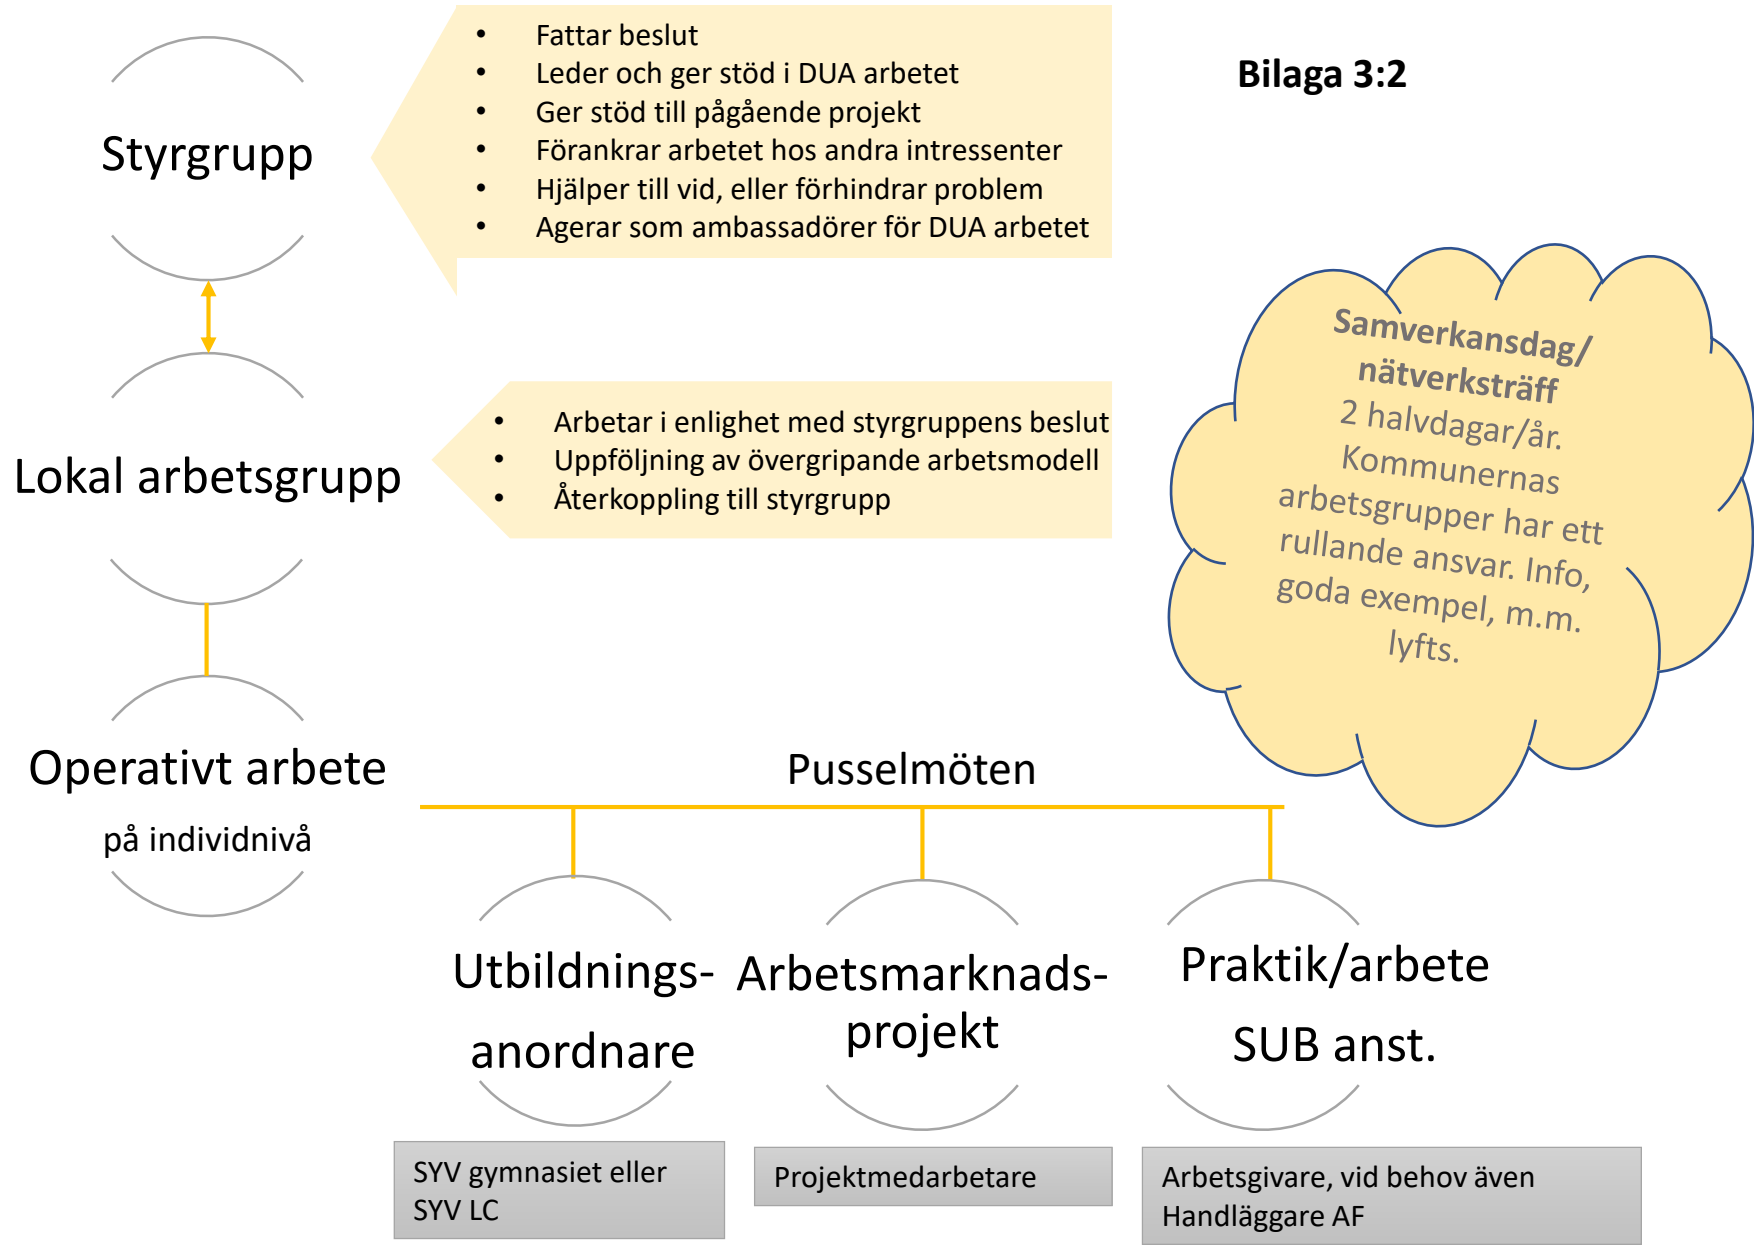 Bilaga 3:2
Styrgrupp
• Fattar beslut
• Leder och ger stöd i DUA arbetet
• Ger stöd till pågående projekt
• Förankrar arbetet hos andra intressenter
• Hjälper till vid, eller förhindrar problem
• Agerar som ambassadörer för DUA arbetet
Lokal arbetsgrupp
• Arbetar i enlighet med styrgruppens beslut
• Uppföljning av övergripande arbetsmodell
• Återkoppling till styrgrupp
Samverkansdag/
nätverksträff
2 halvdagar/år.
Kommunernas
arbetsgrupper har ett
rullande ansvar. Info,
goda exempel, m.m.
lyfts.
Operativt arbete
på individnivå
Pusselmöten
Utbildnings-
anordnare
Arbetsmarknads-
projekt
Praktik/arbete
SUB anst.
SYV gymnasiet eller
SYV LC
Projektmedarbetare
Arbetsgivare, vid behov även
Handläggare AF